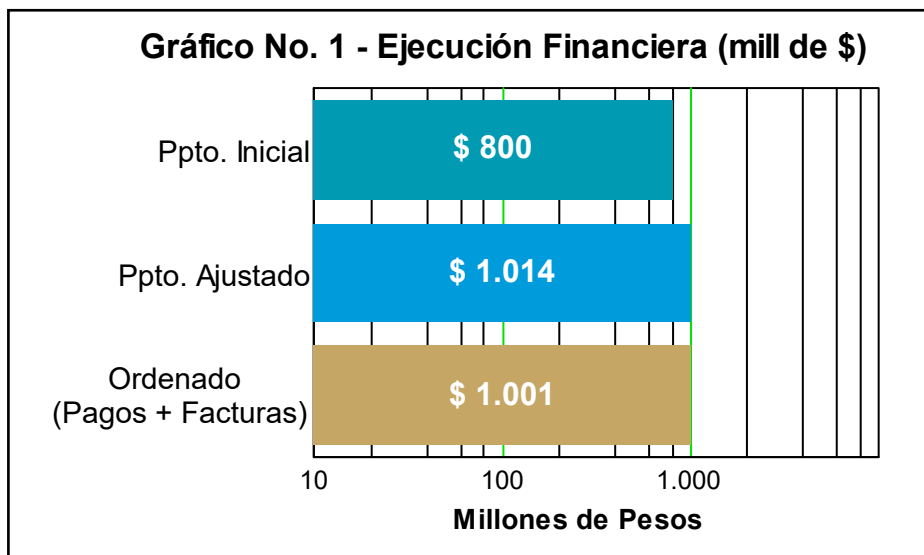 Gráfico No. 1 - Ejecución Financiera (mill de $)
Ppto. Inicial
$ 800
Ppto. Ajustado
$ 1.014
Ordenado
(Pagos + Facturas)
$ 1.001
10
100
1.000
Millones de Pesos